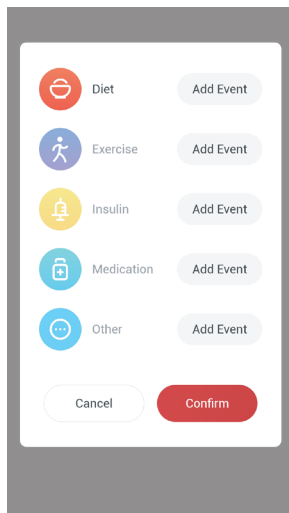 Diet Add Event
Exercise Add Event
Insulin Add Event
Medication Add Event
Other Add Event
Cancel Confirm